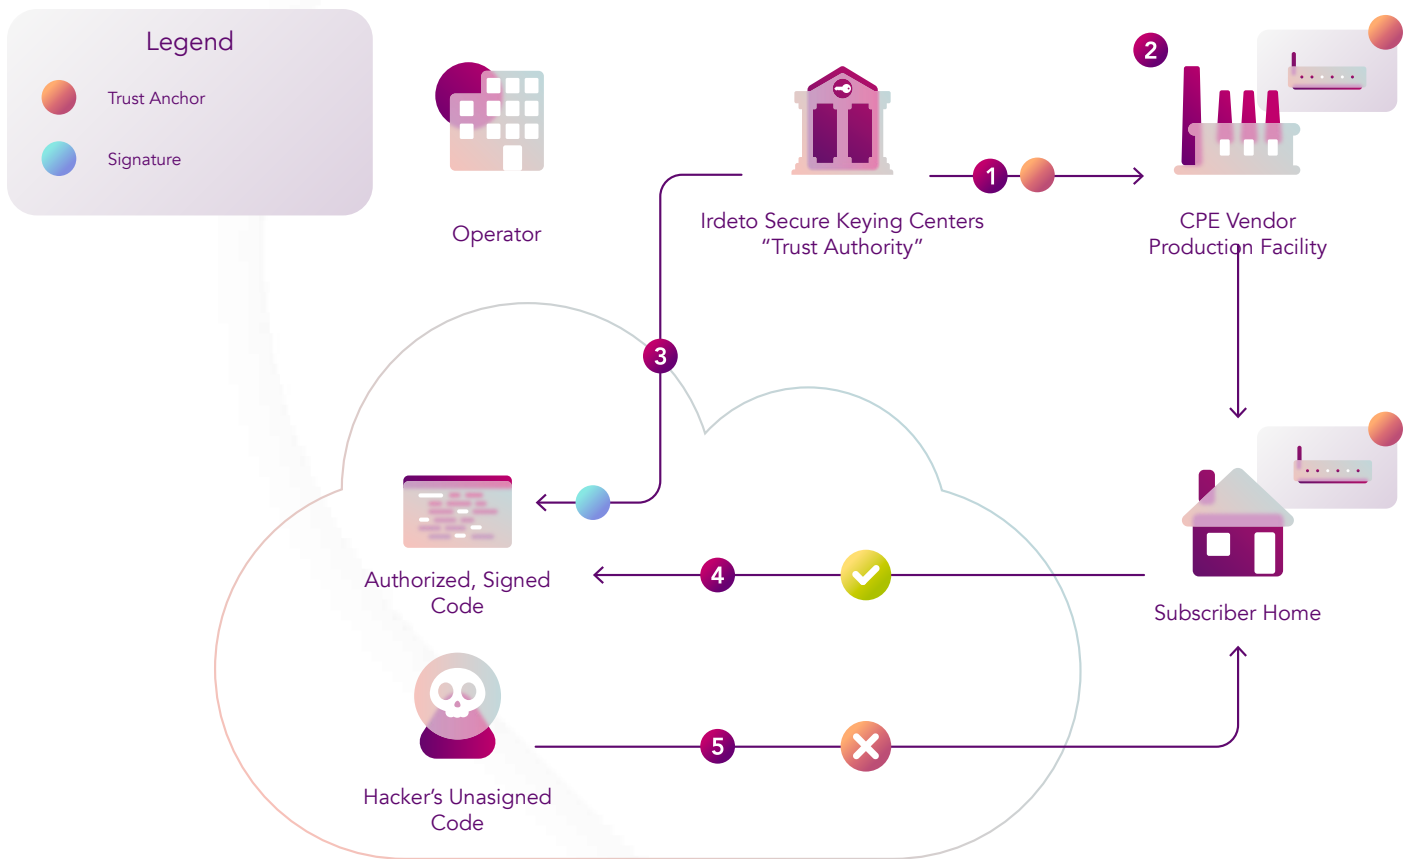 Legend
Trust Anchor
Signature
Operator
Irdeto Secure Keying Centers
“Trust Authority”
1
2
CPE Vendor
Production Facility
3
Authorized, Signed
Code
4
Subscriber Home
5
Hacker’s Unasigned
Code